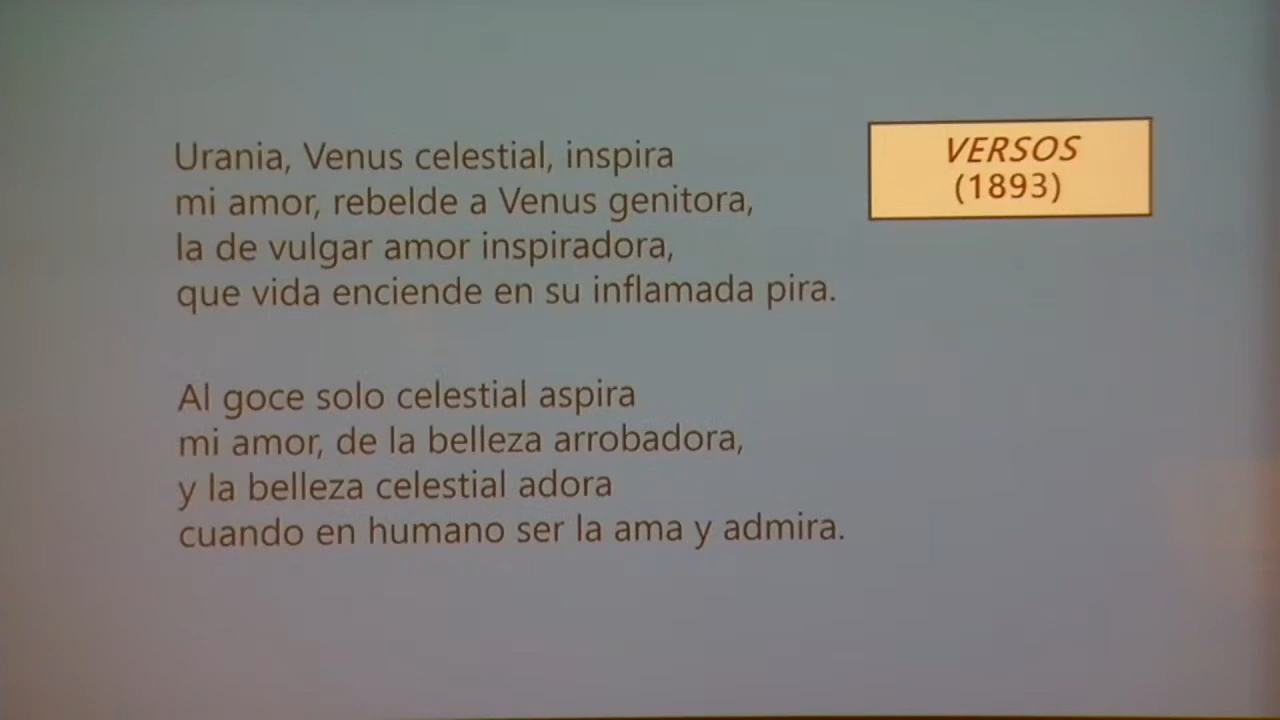 Urania, Venus celestial, inspira
mi amor, rebelde a Venus genitora,
la de vulgar amor inspiradora,
que vida enciende en su inflamada pira.
Al goce solo celestial aspira
mi amor, de la belleza arrobadora,
y la belleza celestial adora
cuando en humano ser la ama y admira.
VERSOS
(1893)